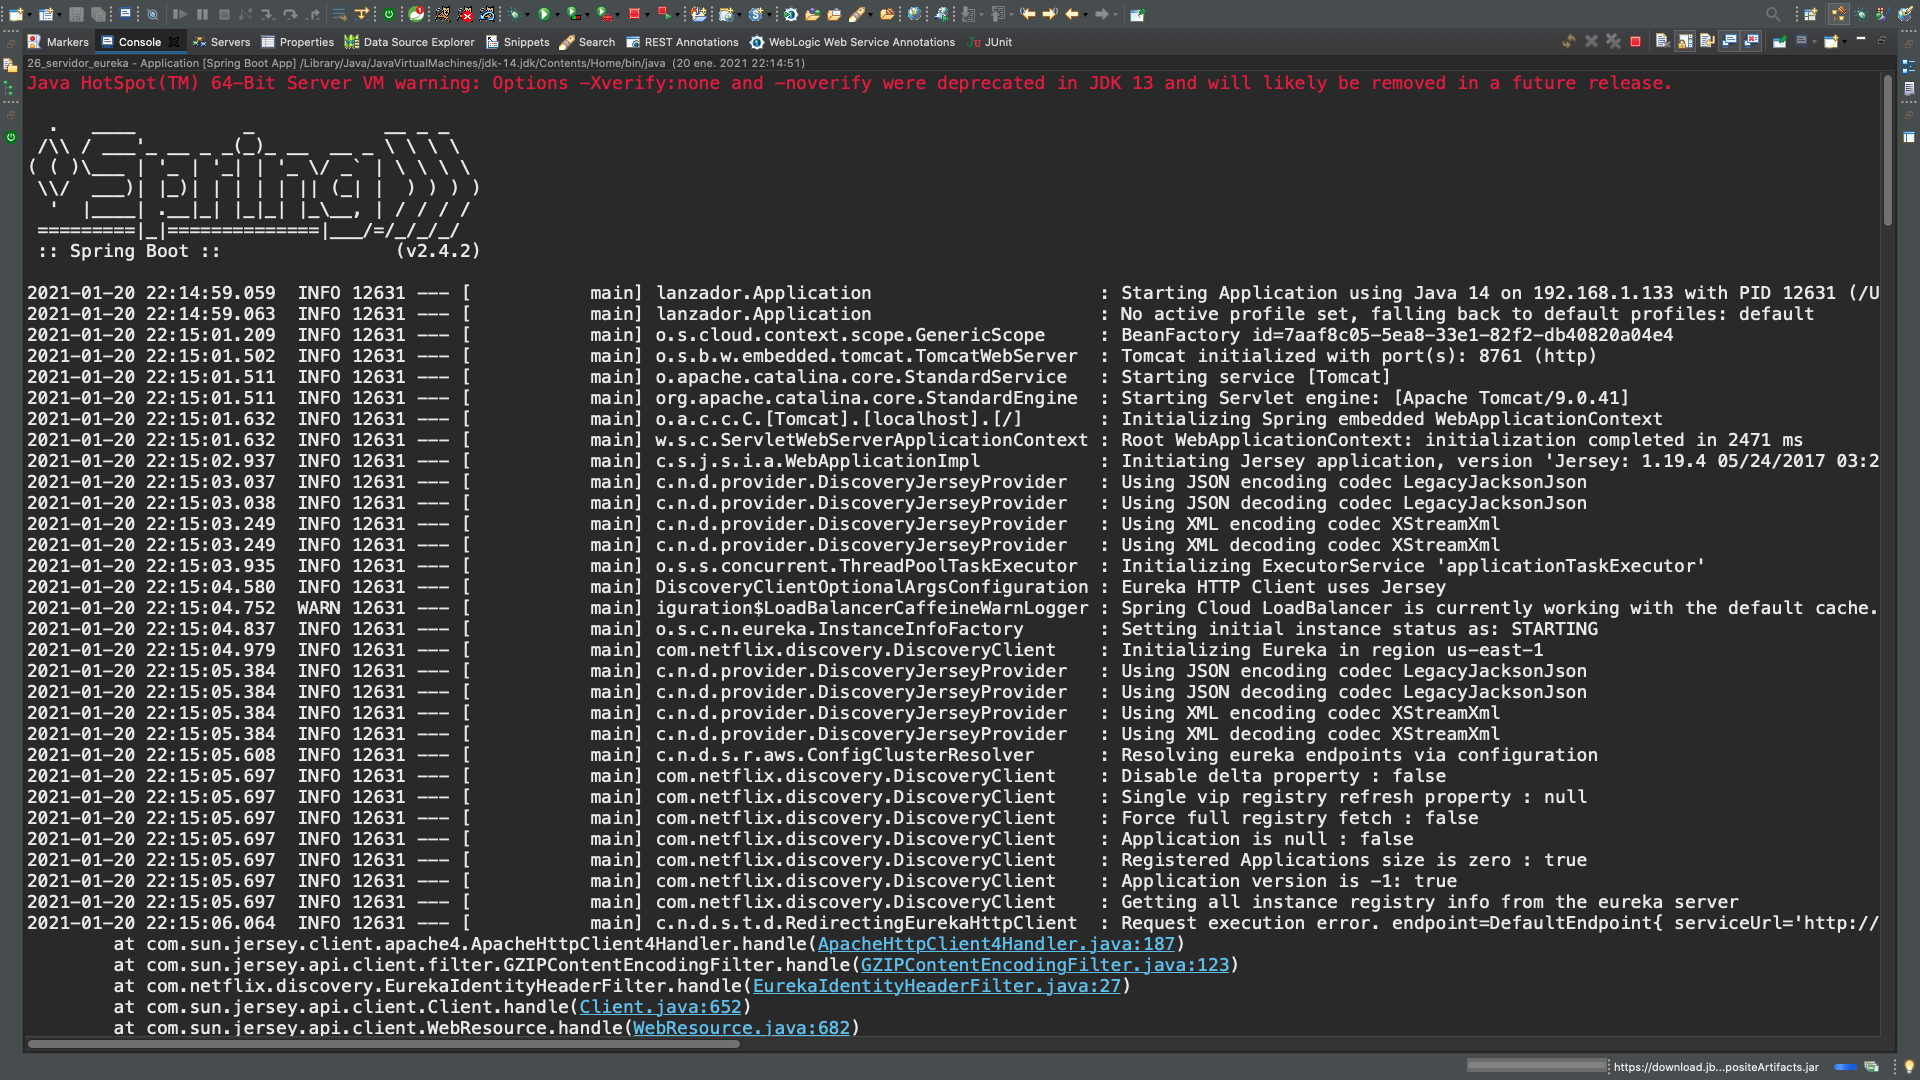 Markers Console Servers Properties Data Source Explorer Snippets Search REST Annotations WebLogic Web Service Annotations JUnit
26_servidor_eureka - Application [Spring Boot App] /Library/Java/JavaVirtualMachines/jdk-14.jdk/Contents/Home/bin/java (20 ene. 2021 22:14:51)
Java HotSpot(TM) 64-Bit Server VM warning: Options -Xverify:none and -noverify were deprecated in JDK 13 and will likely be removed in a future release.
  .   ____          _            __ _ _
 /\\ / ___'_ __ _ _(_)_ __  __ _ \ \ \ \
( ( )\___ | '_ | '_| | '_ \/ _` | \ \ \ \
 \\/  ___)| |_)| | | | | || (_| |  ) ) ) )
  '  |____| .__|_| |_|_| |_\__, | / / / /
 =========|_|==============|___/=/_/_/_/
 :: Spring Boot ::                (v2.4.2)
2021-01-20 22:14:59.059  INFO 12631 --- [           main] lanzador.Application                     : Starting Application using Java 14 on 192.168.1.133 with PID 12631 (/U
2021-01-20 22:14:59.063  INFO 12631 --- [           main] lanzador.Application                     : No active profile set, falling back to default profiles: default
2021-01-20 22:15:01.209  INFO 12631 --- [           main] o.s.cloud.context.scope.GenericScope     : BeanFactory id=7aaf8c05-5ea8-33e1-82f2-db40820a04e4
2021-01-20 22:15:01.502  INFO 12631 --- [           main] o.s.b.w.embedded.tomcat.TomcatWebServer  : Tomcat initialized with port(s): 8761 (http)
2021-01-20 22:15:01.511  INFO 12631 --- [           main] o.apache.catalina.core.StandardService   : Starting service [Tomcat]
2021-01-20 22:15:01.511  INFO 12631 --- [           main] org.apache.catalina.core.StandardEngine  : Starting Servlet engine: [Apache Tomcat/9.0.41]
2021-01-20 22:15:01.632  INFO 12631 --- [           main] o.a.c.c.C.[Tomcat].[localhost].[/]       : Initializing Spring embedded WebApplicationContext
2021-01-20 22:15:01.632  INFO 12631 --- [           main] w.s.c.ServletWebServerApplicationContext : Root WebApplicationContext: initialization completed in 2471 ms
2021-01-20 22:15:02.937  INFO 12631 --- [           main] c.s.j.s.i.a.WebApplicationImpl           : Initiating Jersey application, version 'Jersey: 1.19.4 05/24/2017 03:2
2021-01-20 22:15:03.037  INFO 12631 --- [           main] c.n.d.provider.DiscoveryJerseyProvider   : Using JSON encoding codec LegacyJacksonJson
2021-01-20 22:15:03.038  INFO 12631 --- [           main] c.n.d.provider.DiscoveryJerseyProvider   : Using JSON decoding codec LegacyJacksonJson
2021-01-20 22:15:03.249  INFO 12631 --- [           main] c.n.d.provider.DiscoveryJerseyProvider   : Using XML encoding codec XStreamXml
2021-01-20 22:15:03.249  INFO 12631 --- [           main] c.n.d.provider.DiscoveryJerseyProvider   : Using XML decoding codec XStreamXml
2021-01-20 22:15:03.935  INFO 12631 --- [           main] o.s.s.concurrent.ThreadPoolTaskExecutor  : Initializing ExecutorService 'applicationTaskExecutor'
2021-01-20 22:15:04.580  INFO 12631 --- [           main] DiscoveryClientOptionalArgsConfiguration : Eureka HTTP Client uses Jersey
2021-01-20 22:15:04.752  WARN 12631 --- [           main] iguration$LoadBalancerCaffeineWarnLogger : Spring Cloud LoadBalancer is currently working with the default cache.
2021-01-20 22:15:04.837  INFO 12631 --- [           main] o.s.c.n.eureka.InstanceInfoFactory       : Setting initial instance status as: STARTING
2021-01-20 22:15:04.979  INFO 12631 --- [           main] com.netflix.discovery.DiscoveryClient    : Initializing Eureka in region us-east-1
2021-01-20 22:15:05.384  INFO 12631 --- [           main] c.n.d.provider.DiscoveryJerseyProvider   : Using JSON encoding codec LegacyJacksonJson
2021-01-20 22:15:05.384  INFO 12631 --- [           main] c.n.d.provider.DiscoveryJerseyProvider   : Using JSON decoding codec LegacyJacksonJson
2021-01-20 22:15:05.384  INFO 12631 --- [           main] c.n.d.provider.DiscoveryJerseyProvider   : Using XML encoding codec XStreamXml
2021-01-20 22:15:05.384  INFO 12631 --- [           main] c.n.d.provider.DiscoveryJerseyProvider   : Using XML decoding codec XStreamXml
2021-01-20 22:15:05.608  INFO 12631 --- [           main] c.n.d.s.r.aws.ConfigClusterResolver      : Resolving eureka endpoints via configuration
2021-01-20 22:15:05.697  INFO 12631 --- [           main] com.netflix.discovery.DiscoveryClient    : Disable delta property : false
2021-01-20 22:15:05.697  INFO 12631 --- [           main] com.netflix.discovery.DiscoveryClient    : Single vip registry refresh property : null
2021-01-20 22:15:05.697  INFO 12631 --- [           main] com.netflix.discovery.DiscoveryClient    : Force full registry fetch : false
2021-01-20 22:15:05.697  INFO 12631 --- [           main] com.netflix.discovery.DiscoveryClient    : Application is null : false
2021-01-20 22:15:05.697  INFO 12631 --- [           main] com.netflix.discovery.DiscoveryClient    : Registered Applications size is zero : true
2021-01-20 22:15:05.697  INFO 12631 --- [           main] com.netflix.discovery.DiscoveryClient    : Application version is -1: true
2021-01-20 22:15:05.697  INFO 12631 --- [           main] com.netflix.discovery.DiscoveryClient    : Getting all instance registry info from the eureka server
2021-01-20 22:15:06.064  INFO 12631 --- [           main] c.n.d.s.t.d.RedirectingEurekaHttpClient  : Request execution error. endpoint=DefaultEndpoint{ serviceUrl='http://
        at com.sun.jersey.client.apache4.ApacheHttpClient4Handler.handle(ApacheHttpClient4Handler.java:187)
        at com.sun.jersey.api.client.filter.GZIPContentEncodingFilter.handle(GZIPContentEncodingFilter.java:123)
        at com.netflix.discovery.EurekaIdentityHeaderFilter.handle(EurekaIdentityHeaderFilter.java:27)
        at com.sun.jersey.api.client.Client.handle(Client.java:652)
        at com.sun.jersey.api.client.WebResource.handle(WebResource.java:682)
https://download.jb...positeArtifacts.jar